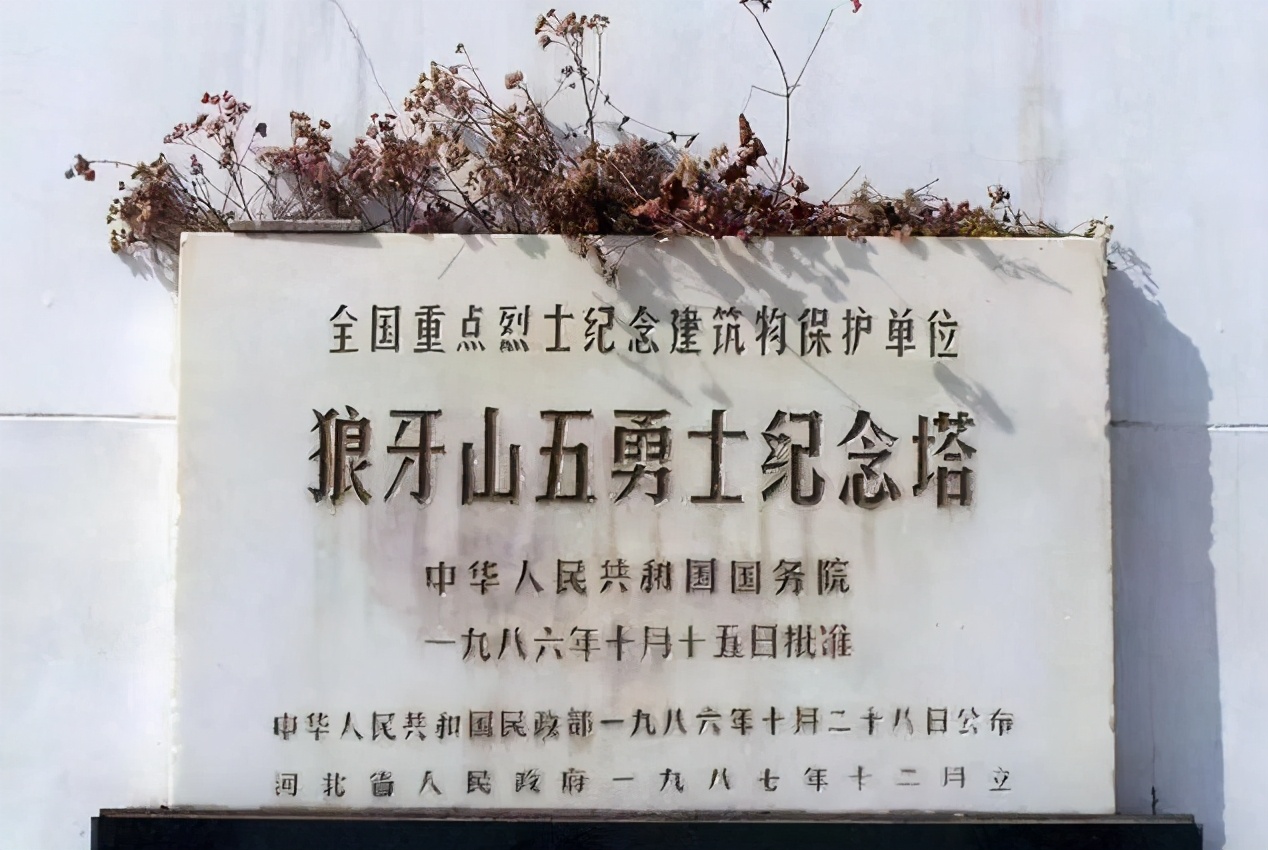 全国重点烈士纪念建筑物保护单位
狼牙山五勇士纪念塔
中华人民共和国国务院
一九八六年十月十五日批准
中华人民共和国民政部一九八六年十月二十八日公布
河北省人民政府一九八七年十二月立